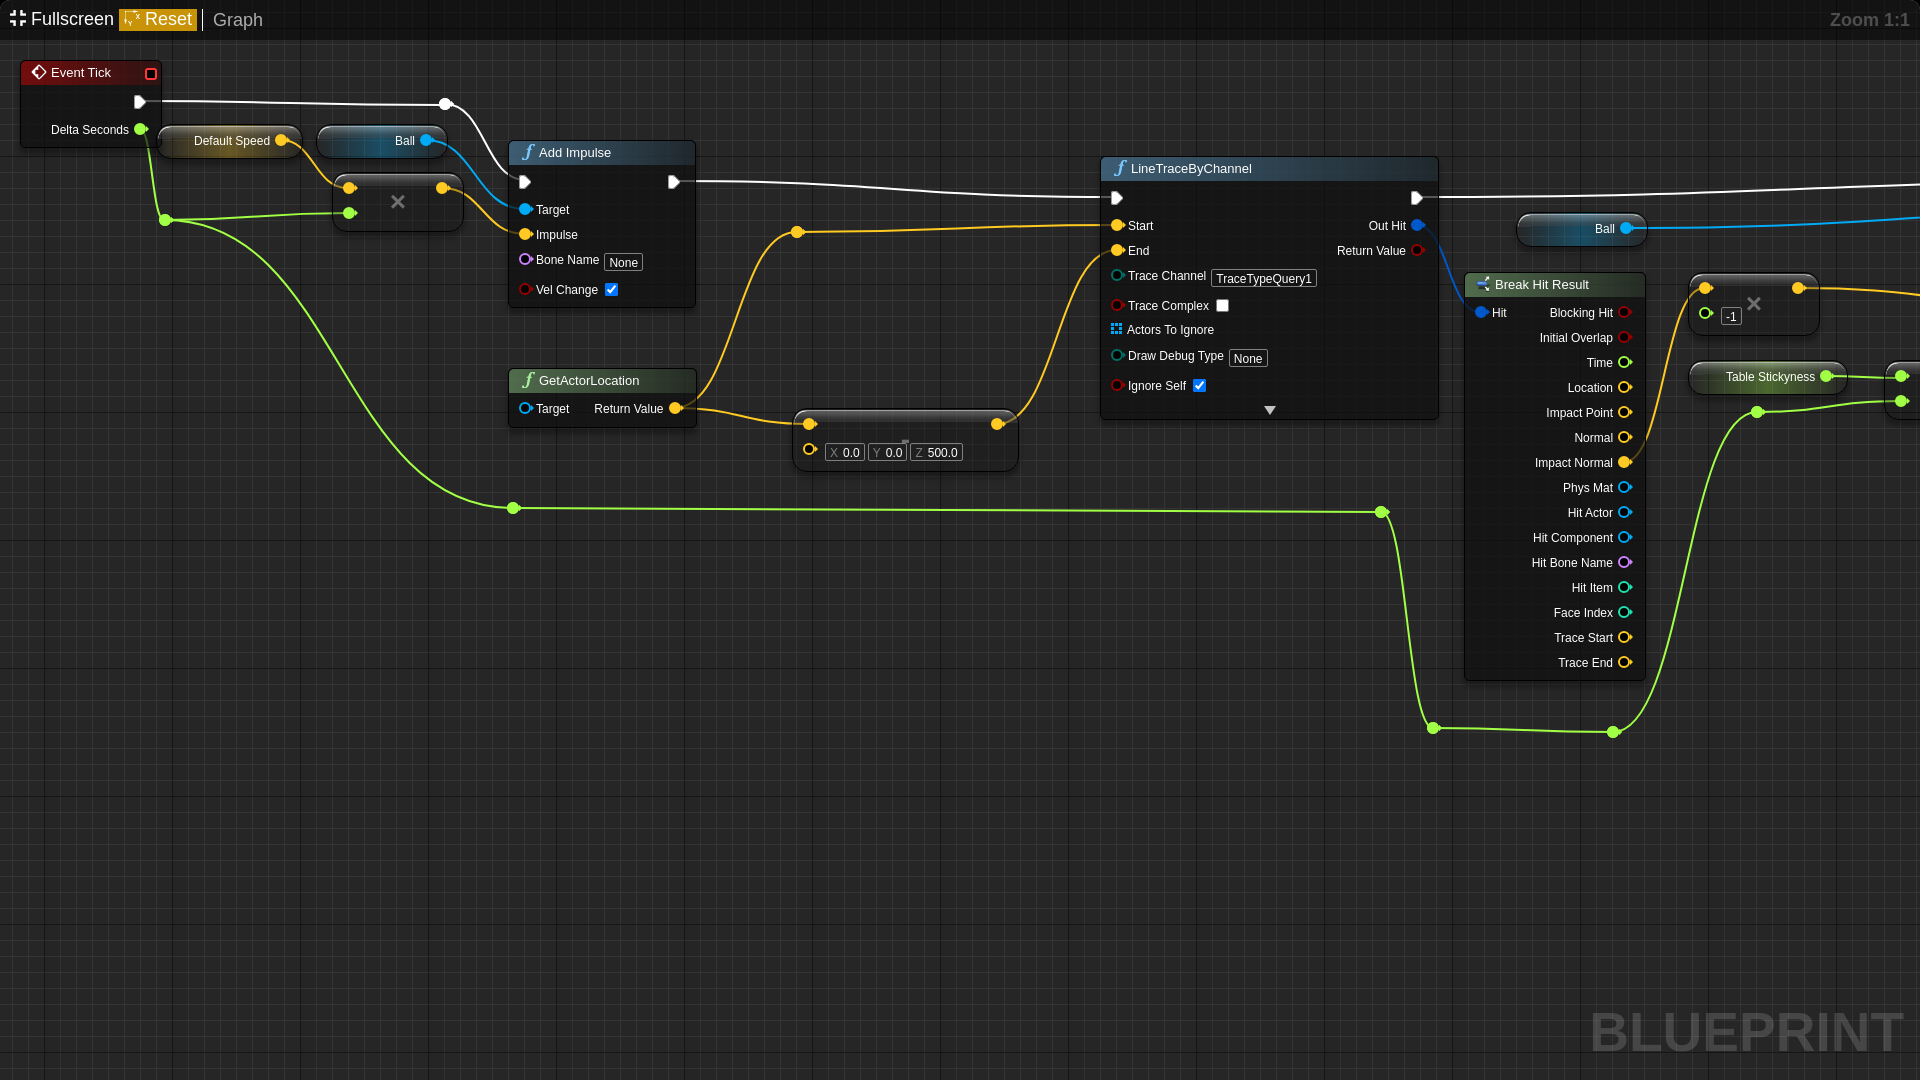 Fullscreen Reset Graph
Zoom 1:1
Event Tick
Delta Seconds
Default Speed
Ball
Add Impulse
Target
Impulse
Bone Name None
Vel Change
GetActorLocation
Target Return Value
X 0.0 Y 0.0 Z 500.0
LineTraceByChannel
Start Out Hit
End Return Value
Trace Channel TraceTypeQuery1
Trace Complex
Actors To Ignore
Draw Debug Type None
Ignore Self
Ball
Break Hit Result
Hit Blocking Hit
Initial Overlap
Time
Location
Impact Point
Normal
Impact Normal
Phys Mat
Hit Actor
Hit Component
Hit Bone Name
Hit Item
Face Index
Trace Start
Trace End
-1
Table Stickyness
BLUEPRINT